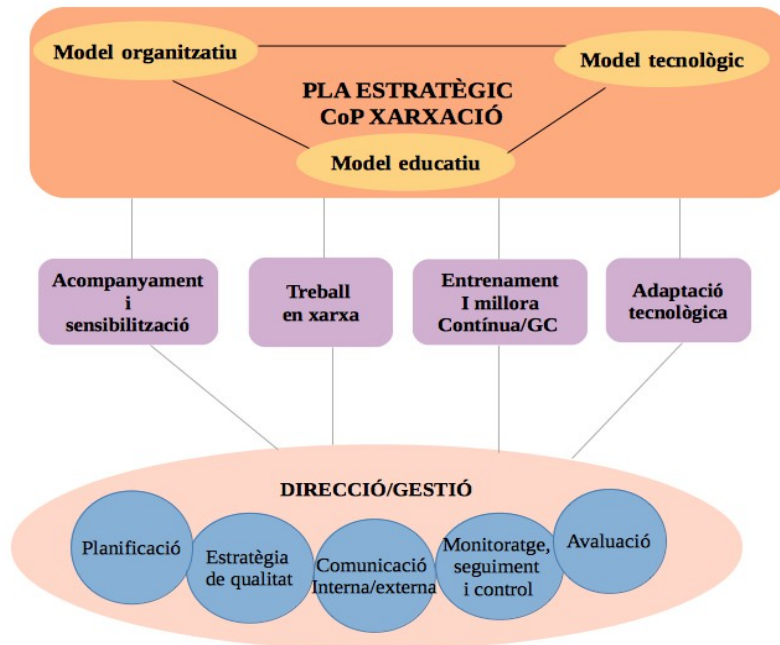 Model organitzatiu
Model tecnològic
PLA ESTRATÈGIC
CoP XARXACIÓ
Model educatiu
Acompanyament
i
sensibilització
Treball
en xarxa
Entrenament
I millora
Contínua/GC
Adaptació
tecnològica
DIRECCIÓ/GESTIÓ
Planificació
Estratègia
de qualitat
Comunicació
Interna/externa
Monitoratge,
seguiment
i control
Avaluació